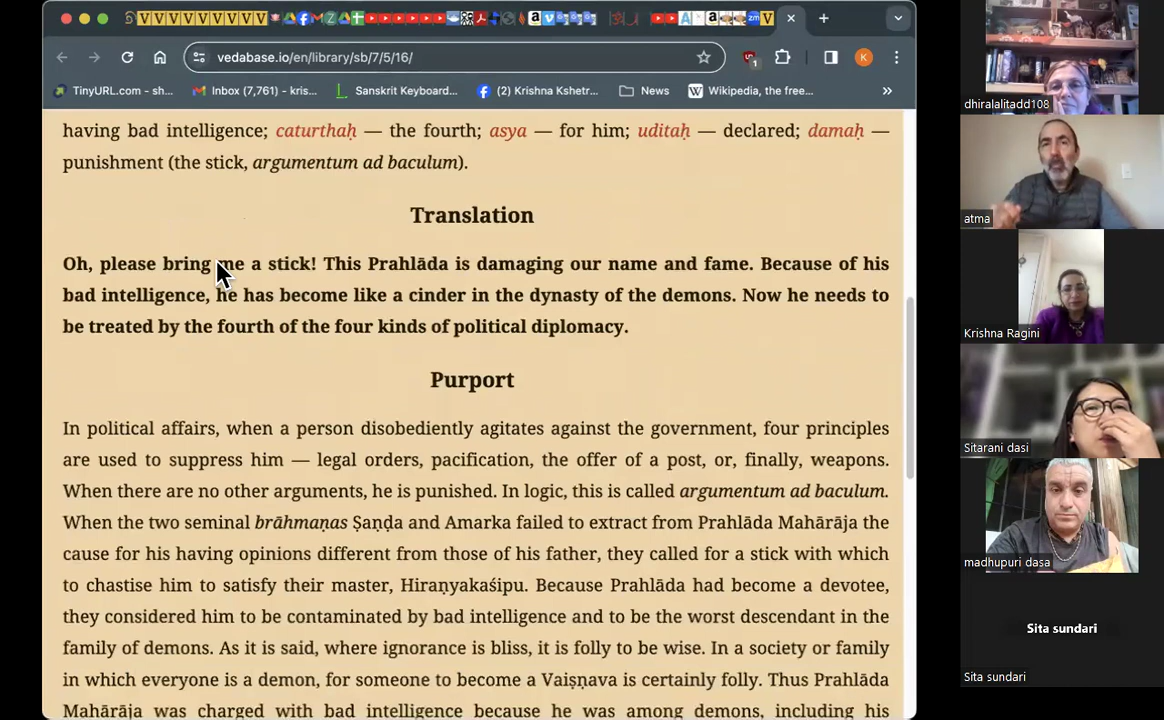 vedabase.io/en/library/sb/7/5/16/
K
TinyURL.com - sh...
Inbox (7,761) - kris...
Sanskrit Keyboard...
(2) Krishna Kshetr...
News
Wikipedia, the free...
having bad intelligence; caturthaḥ — the fourth; asya — for him; uditaḥ — declared; damaḥ —
punishment (the stick, argumentum ad baculum).
Translation
Oh, please bring me a stick! This Prahlāda is damaging our name and fame. Because of his
bad intelligence, he has become like a cinder in the dynasty of the demons. Now he needs to
be treated by the fourth of the four kinds of political diplomacy.
Purport
In political affairs, when a person disobediently agitates against the government, four principles
are used to suppress him — legal orders, pacification, the offer of a post, or, finally, weapons.
When there are no other arguments, he is punished. In logic, this is called argumentum ad baculum.
When the two seminal brāhmaṇas Ṣaṇḍa and Amarka failed to extract from Prahlāda Mahārāja the
cause for his having opinions different from those of his father, they called for a stick with which
to chastise him to satisfy their master, Hiraṇyakaśipu. Because Prahlāda had become a devotee,
they considered him to be contaminated by bad intelligence and to be the worst descendant in the
family of demons. As it is said, where ignorance is bliss, it is folly to be wise. In a society or family
in which everyone is a demon, for someone to become a Vaiṣṇava is certainly folly. Thus Prahlāda
Mahārāja was charged with bad intelligence because he was among demons, including his
dhiralalitadd108
atma
Krishna Ragini
Sitarani dasi
madhupuri dasa
Sita sundari
Sita sundari